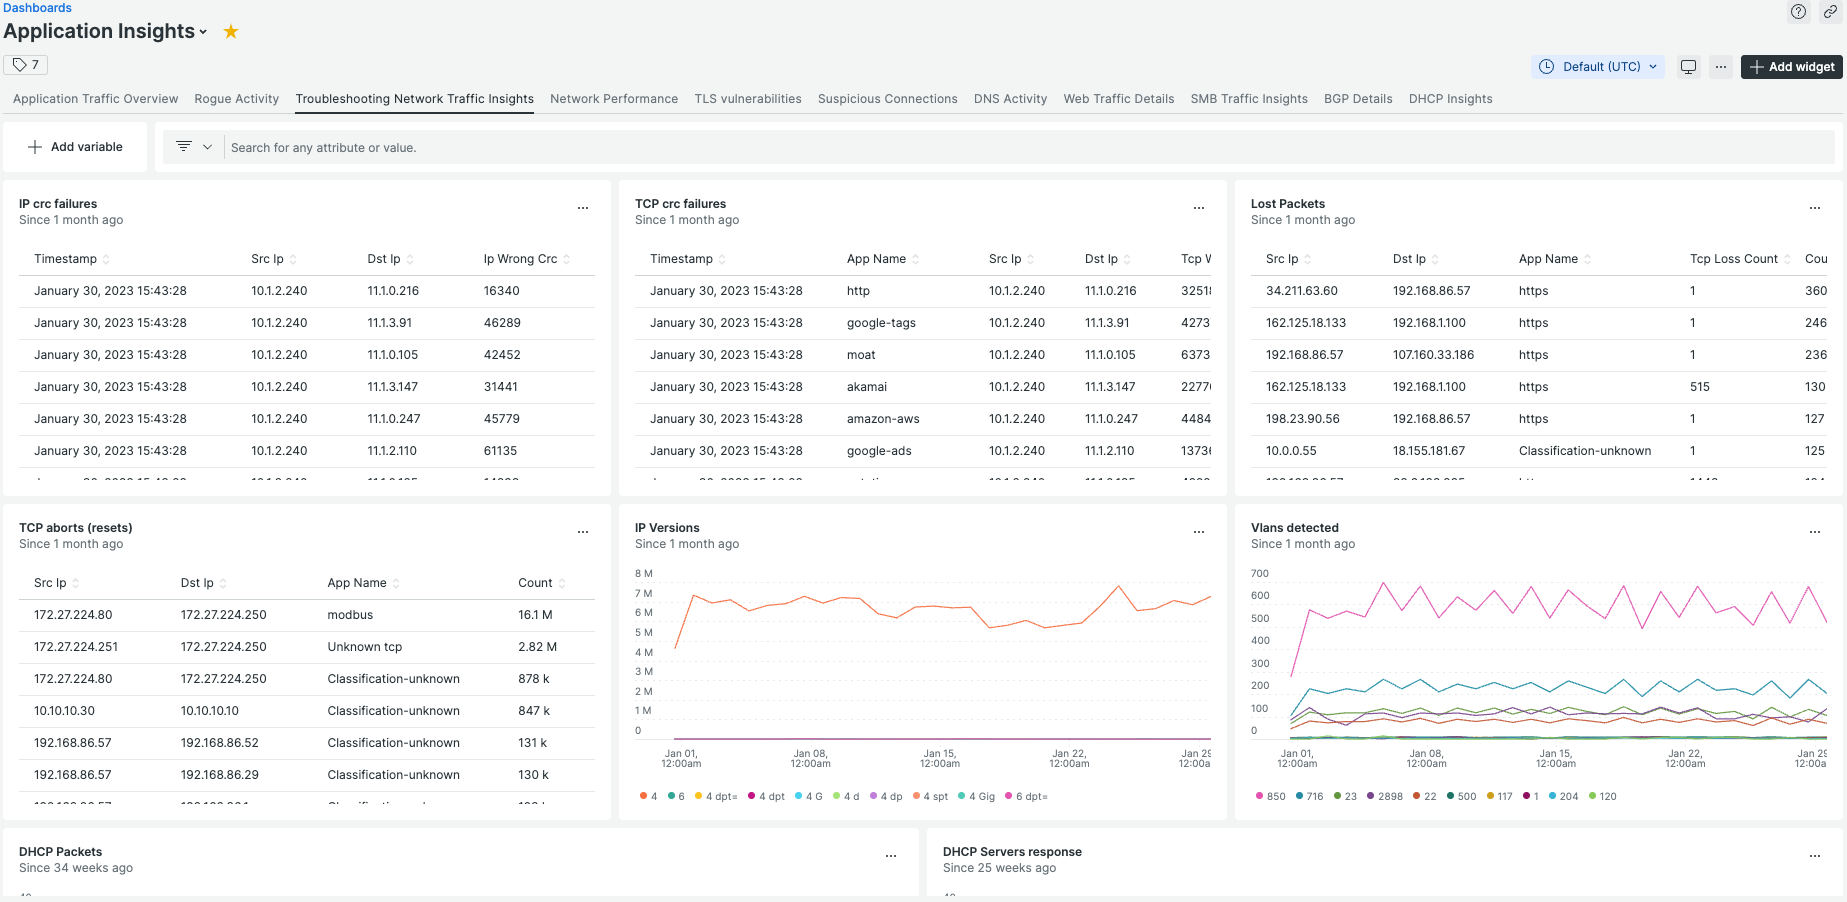 Dashboards
Application Insights
7
Default (UTC)
...
Add widget
Application Traffic Overview Rogue Activity Troubleshooting Network Traffic Insights Network Performance TLS vulnerabilities Suspicious Connections DNS Activity Web Traffic Details SMB Traffic Insights BGP Details DHCP Insights
Add variable
Search for any attribute or value.
IP crc failures
Since 1 month ago
Timestamp Src Ip Dst Ip Ip Wrong Crc
January 30, 2023 15:43:28 10.1.2.240 11.1.0.216 16340
January 30, 2023 15:43:28 10.1.2.240 11.1.3.91 46289
January 30, 2023 15:43:28 10.1.2.240 11.1.0.105 42452
January 30, 2023 15:43:28 10.1.2.240 11.1.3.147 31441
January 30, 2023 15:43:28 10.1.2.240 11.1.0.247 45779
January 30, 2023 15:43:28 10.1.2.240 11.1.2.110 61135
TCP crc failures
Since 1 month ago
Timestamp App Name Src Ip Dst Ip Tcp
January 30, 2023 15:43:28 http 10.1.2.240 11.1.0.216
January 30, 2023 15:43:28 google-tags 10.1.2.240 11.1.3.91 4273
January 30, 2023 15:43:28 moat 10.1.2.240 11.1.0.105 6373
January 30, 2023 15:43:28 akamai 10.1.2.240 11.1.3.147
January 30, 2023 15:43:28 amazon-aws 10.1.2.240 11.1.0.247 4484
January 30, 2023 15:43:28 google-ads 10.1.2.240 11.1.2.110
Lost Packets
Since 1 month ago
Src Ip Dst Ip App Name Tcp Loss Count Cou
34.211.63.60 192.168.86.57 https 1 360
162.125.18.133 192.168.1.100 https 1 246
192.168.86.57 107.160.33.186 https 1 236
162.125.18.133 192.168.1.100 https 515 130
198.23.90.56 192.168.86.57 https 1 127
10.0.0.55 18.155.181.67 Classification-unknown 1 125
TCP aborts (resets)
Since 1 month ago
Src Ip Dst Ip App Name Count
172.27.224.80 172.27.224.250 modbus 16.1 M
172.27.224.251 172.27.224.250 Unknown tcp 2.82 M
172.27.224.80 172.27.224.250 Classification-unknown 878 k
10.10.10.30 10.10.10.10 Classification-unknown 847 k
192.168.86.57 192.168.86.52 Classification-unknown 131 k
192.168.86.57 192.168.86.29 Classification-unknown 130 k
IP Versions
Since 1 month ago
8 M
7 M
6 M
5 M
4 M
3 M
2 M
1 M
0
Jan 01, Jan 08, Jan 15, Jan 22, Jan 29
12:00am 12:00am 12:00am 12:00am 12:00a
4 6 4 dpt= 4 dpt 4 G 4 d 4 dp 4 spt 4 Gig 6 dpt=
Vlans detected
Since 1 month ago
700
600
500
400
300
200
100
0
Jan 01, Jan 08, Jan 15, Jan 22, Jan 29
12:00am 12:00am 12:00am 12:00am 12:00a
850 716 23 2898 22 500 117 1 204 120
DHCP Packets
Since 34 weeks ago
DHCP Servers response
Since 25 weeks ago